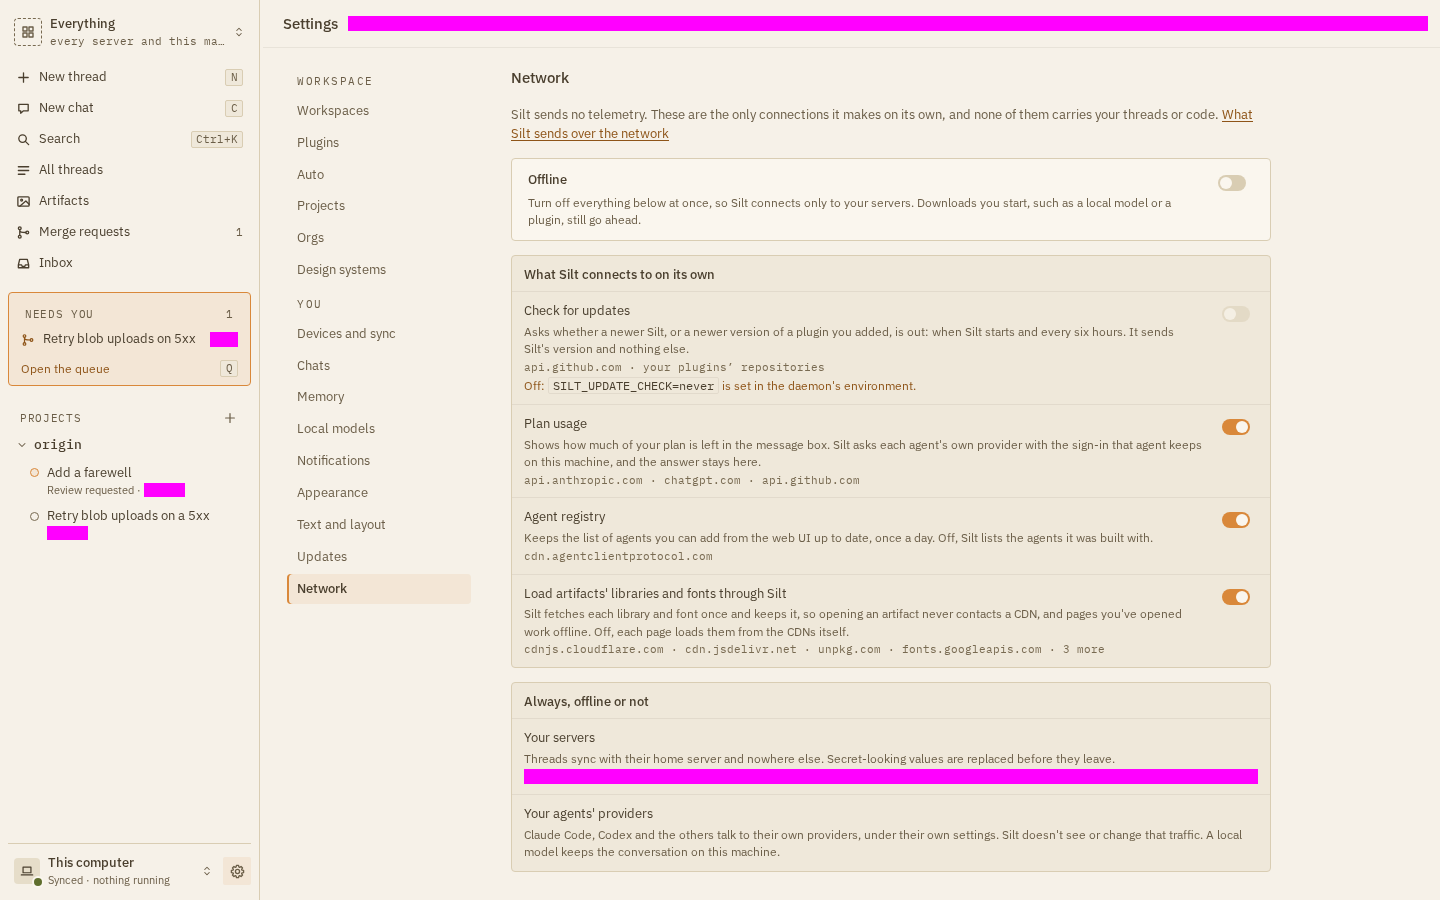 Everything
every server and this ma…
New thread N
New chat C
Search Ctrl+K
All threads
Artifacts
Merge requests 1
Inbox
NEEDS YOU 1
Retry blob uploads on 5xx
Open the queue Q
PROJECTS
origin
Add a farewell
Review requested ·
Retry blob uploads on a 5xx
This computer
Synced · nothing running
Settings
WORKSPACE
Workspaces
Plugins
Auto
Projects
Orgs
Design systems
YOU
Devices and sync
Chats
Memory
Local models
Notifications
Appearance
Text and layout
Updates
Network
Network
Silt sends no telemetry. These are the only connections it makes on its own, and none of them carries your threads or code. What
Silt sends over the network
Offline
Turn off everything below at once, so Silt connects only to your servers. Downloads you start, such as a local model or a
plugin, still go ahead.
What Silt connects to on its own
Check for updates
Asks whether a newer Silt, or a newer version of a plugin you added, is out: when Silt starts and every six hours. It sends
Silt's version and nothing else.
api.github.com · your plugins’ repositories
Off: SILT_UPDATE_CHECK=never is set in the daemon's environment.
Plan usage
Shows how much of your plan is left in the message box. Silt asks each agent's own provider with the sign-in that agent keeps
on this machine, and the answer stays here.
api.anthropic.com · chatgpt.com · api.github.com
Agent registry
Keeps the list of agents you can add from the web UI up to date, once a day. Off, Silt lists the agents it was built with.
cdn.agentclientprotocol.com
Load artifacts' libraries and fonts through Silt
Silt fetches each library and font once and keeps it, so opening an artifact never contacts a CDN, and pages you've opened
work offline. Off, each page loads them from the CDNs itself.
cdnjs.cloudflare.com · cdn.jsdelivr.net · unpkg.com · fonts.googleapis.com · 3 more
Always, offline or not
Your servers
Threads sync with their home server and nowhere else. Secret-looking values are replaced before they leave.
Your agents' providers
Claude Code, Codex and the others talk to their own providers, under their own settings. Silt doesn't see or change that traffic. A local
model keeps the conversation on this machine.